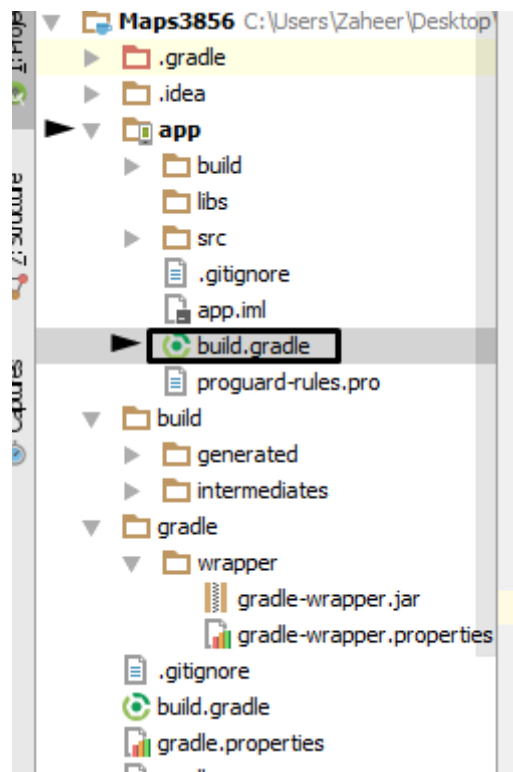 Maps3856 C:\Users\Zaheer\Desktop\
.gradle
.idea
app
build
libs
src
.gitignore
app.iml
build.gradle
proguard-rules.pro
build
generated
intermediates
gradle
wrapper
gradle-wrapper.jar
gradle-wrapper.properties
.gitignore
build.gradle
gradle.properties
Captures